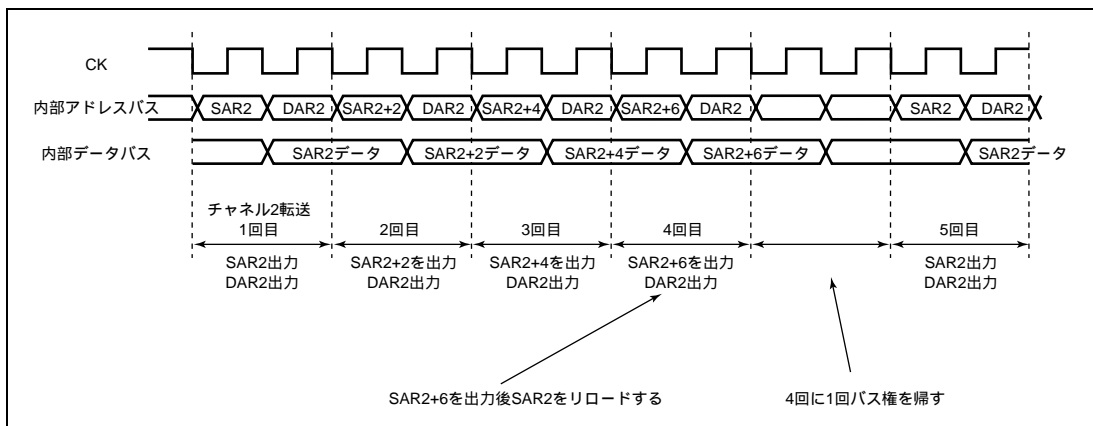 CK
内部アドレスバス SAR2 DAR2 SAR2+2 DAR2 SAR2+4 DAR2 SAR2+6 DAR2 SAR2 DAR2
内部データバス SAR2データ SAR2+2データ SAR2+4データ SAR2+6データ SAR2データ
チャネル2転送
1回目 2回目 3回目 4回目 5回目
SAR2出力 SAR2+2を出力 SAR2+4を出力 SAR2+6を出力 SAR2出力
DAR2出力 DAR2出力 DAR2出力 DAR2出力 DAR2出力
SAR2+6を出力後SAR2をリロードする 4回に1回バス権を帰す